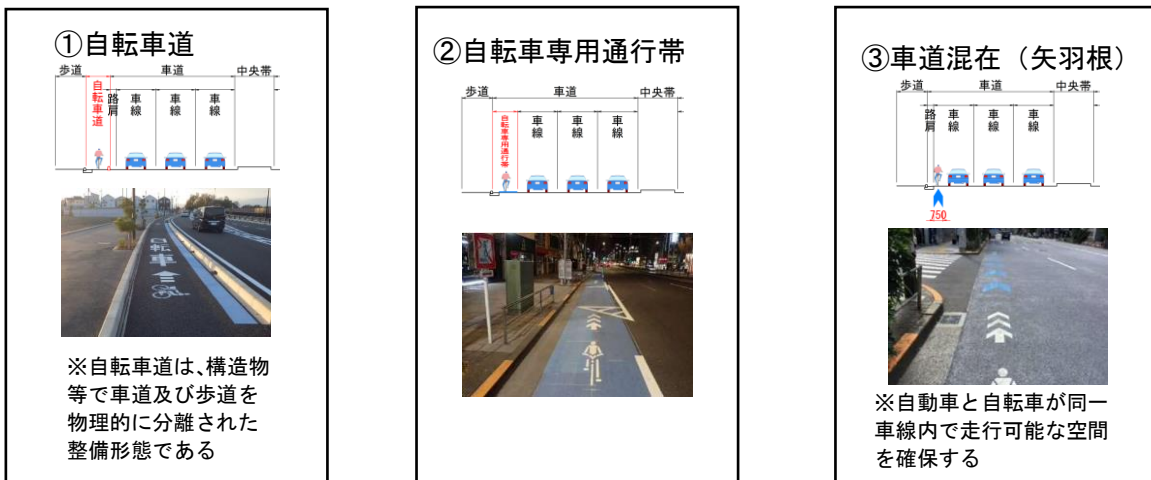 ①自転車道
歩道
車道
中央帯
自転車道
路肩
車線
車線
車線
自転車
※自転車道は、構造物
等で車道及び歩道を
物理的に分離された
整備形態である
②自転車専用通行帯
歩道
車道
中央帯
自転車専用通行帯
車線
車線
車線
③車道混在（矢羽根）
歩道
車道
中央帯
路肩
車線
車線
車線
750
※自動車と自転車が同一
車線内で走行可能な空間
を確保する